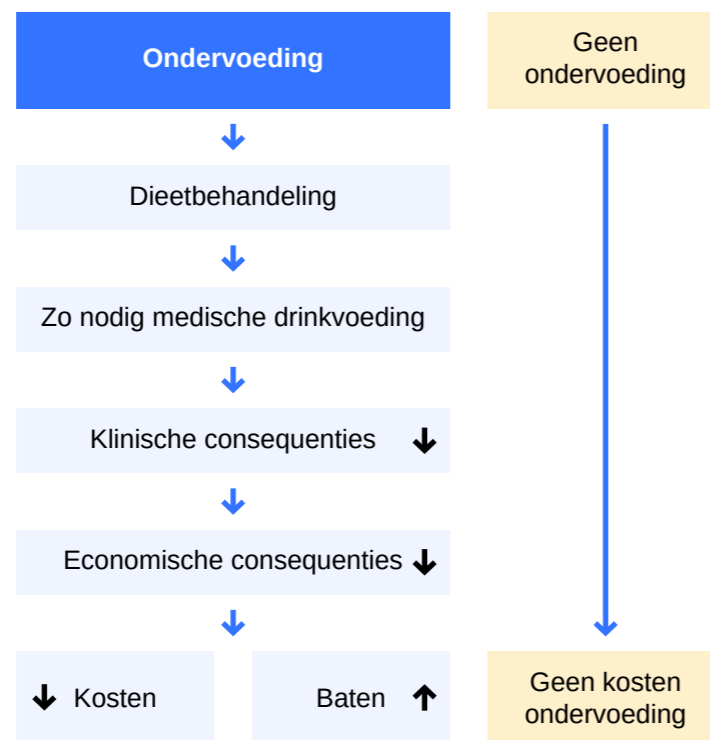 Ondervoeding
Geen
ondervoeding
Dieetbehandeling
Zo nodig medische drinkvoeding
Klinische consequenties
Economische consequenties
Kosten
Baten
Geen kosten
ondervoeding